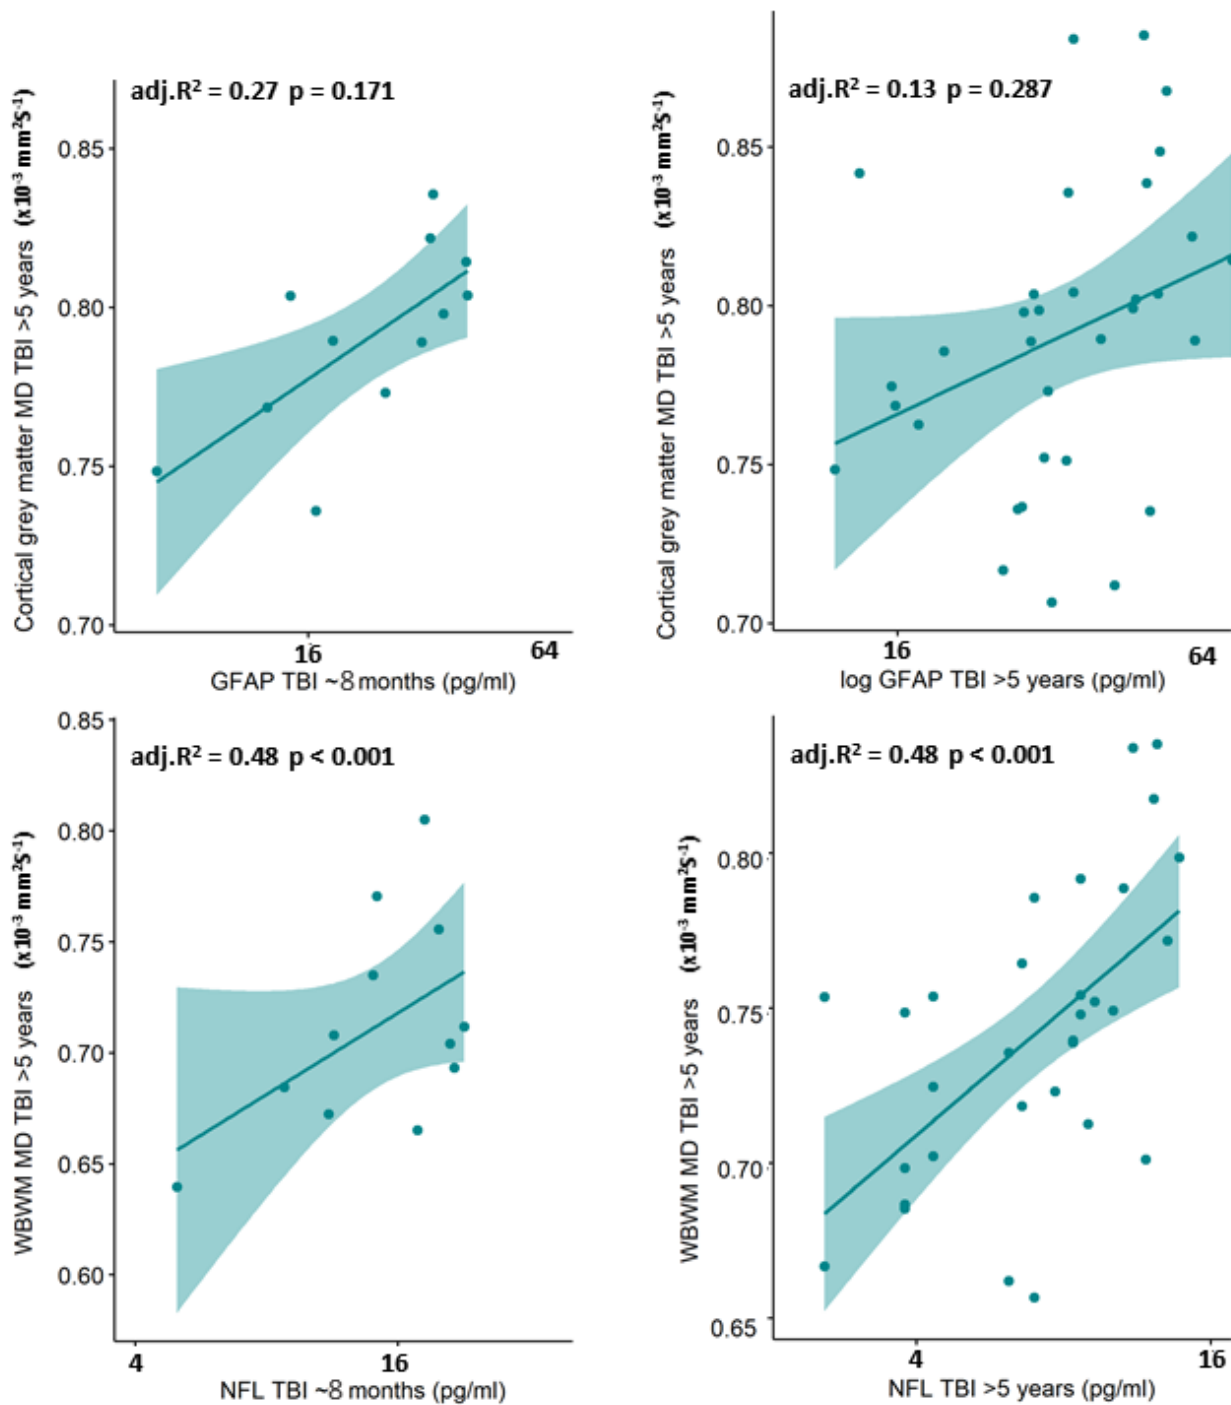 adj.R² = 0.27 p = 0.171
Cortical grey matter MD TBI >5 years (x10⁻³ mm²S⁻¹)
0.85
0.80
0.75
0.70
16
64
GFAP TBI ~8 months (pg/ml)
adj.R² = 0.13 p = 0.287
Cortical grey matter MD TBI >5 years (x10⁻³ mm²S⁻¹)
0.85
0.80
0.75
0.70
16
64
log GFAP TBI >5 years (pg/ml)
adj.R² = 0.48 p < 0.001
WBWM MD TBI >5 years (x10⁻³ mm²S⁻¹)
0.85
0.80
0.75
0.70
0.65
0.60
4
16
NFL TBI ~8 months (pg/ml)
adj.R² = 0.48 p < 0.001
WBWM MD TBI >5 years (x10⁻³ mm²S⁻¹)
0.80
0.75
0.70
0.65
4
16
NFL TBI >5 years (pg/ml)